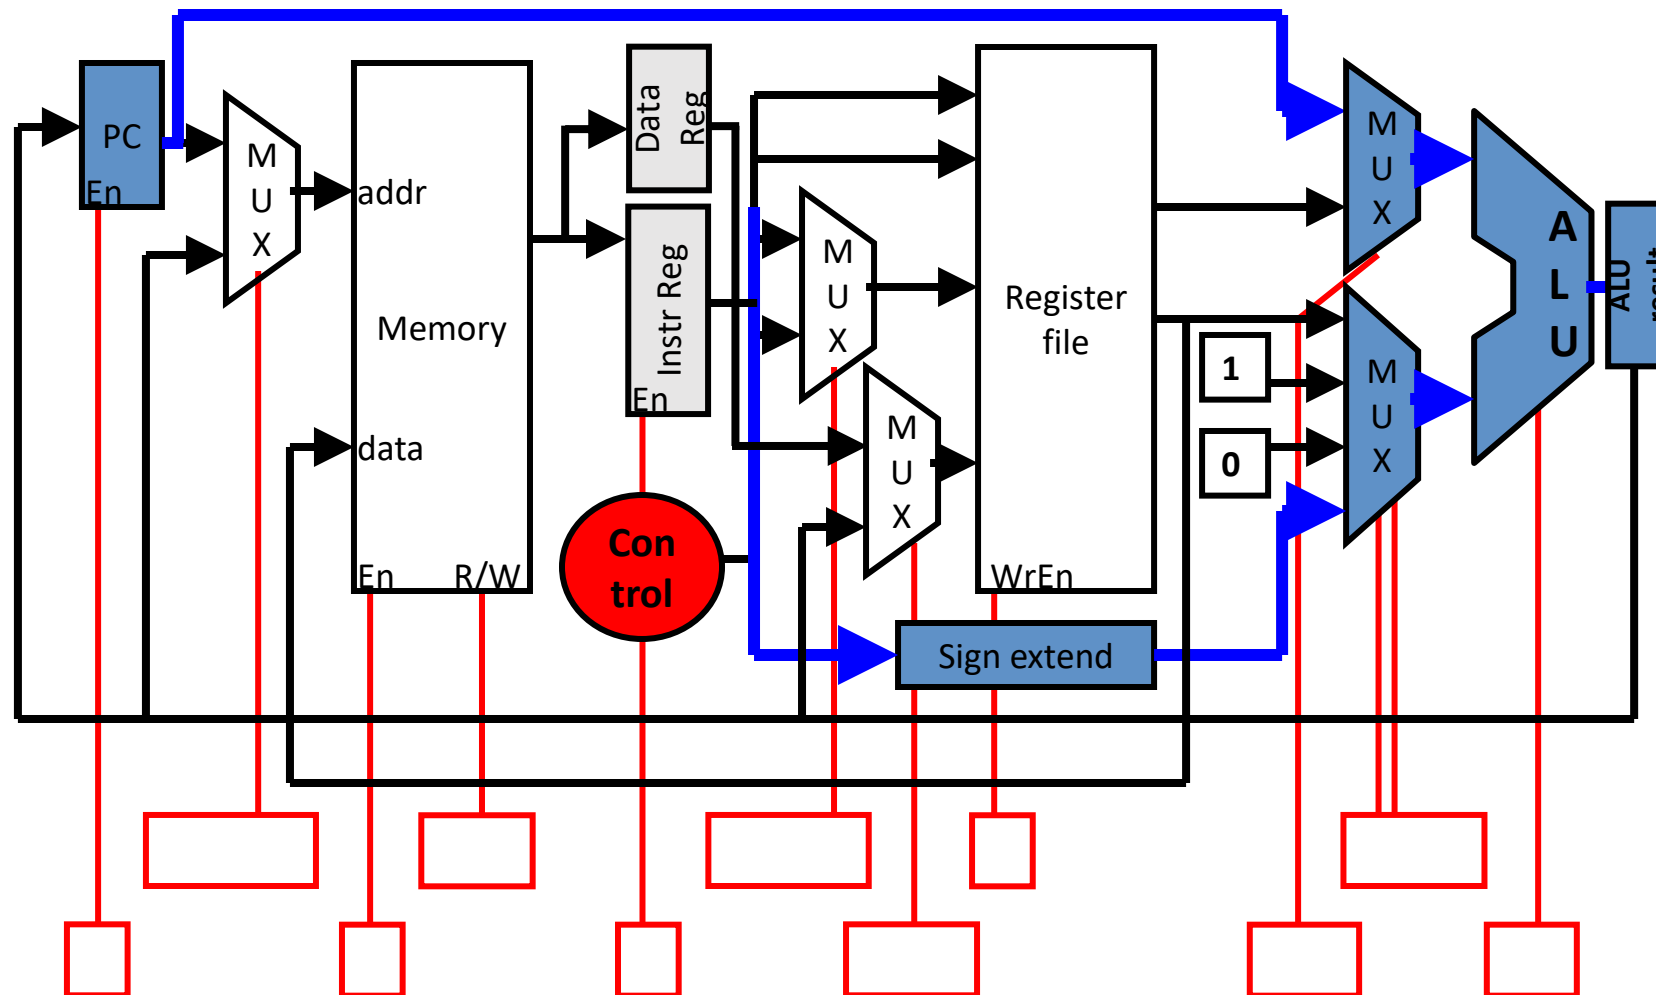 PC
En
M
U
X
addr
Memory
data
En
R/W
Data
Reg
Instr Reg
En
Con
trol
M
U
X
M
U
X
Register
file
WrEn
Sign extend
1
0
M
U
X
M
U
X
A
L
U
ALU